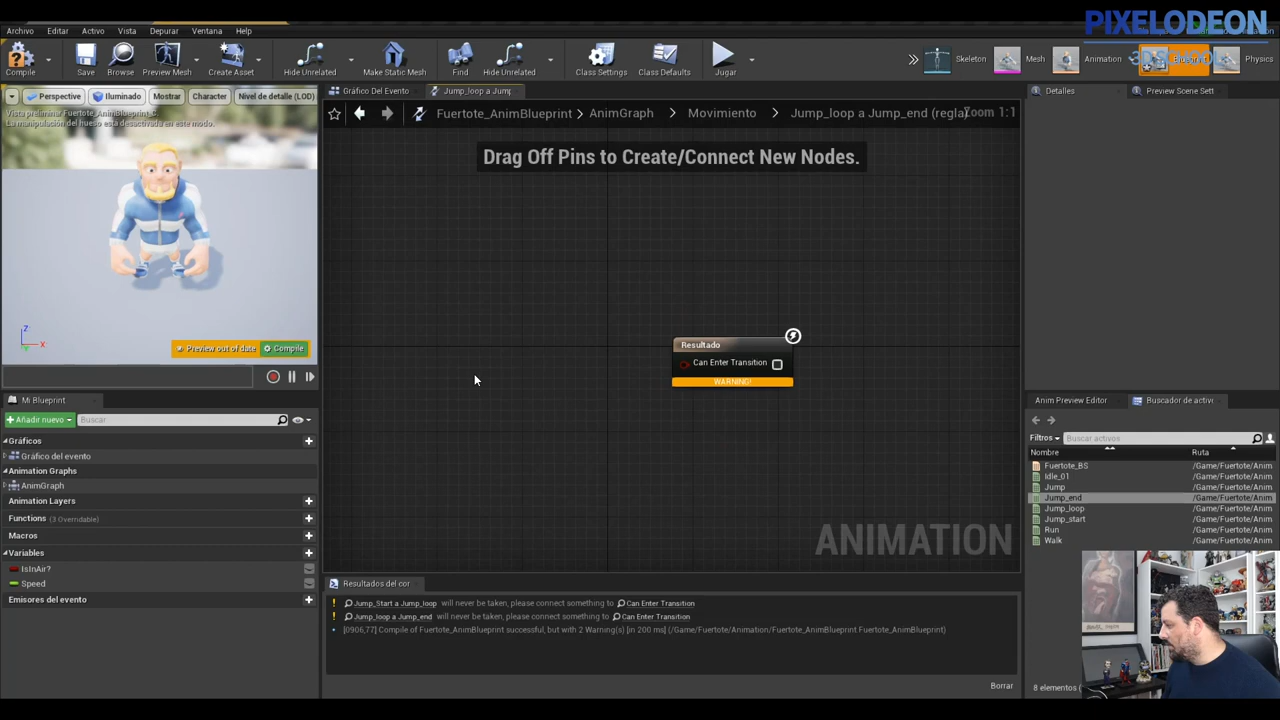 PIXELODEON
Archivo Editar Activo Vista Depurar Ventana Help
Compile Save Browse Preview Mesh Create Asset Hide Unrelated Make Static Mesh Find Hide Unrelated Class Settings Class Defaults Jugar Skeleton Mesh Animation Blueprint Physics
Perspective Iluminado Mostrar Character Nivel de detalle (LOD)
Vista preliminar Fuertote_AnimBlueprint_C.
La manipulación del hueso está desactivada en este modo.
Z
X
Preview out of date Compile
Gráfico Del Evento Jump_loop a Jump
Fuertote_AnimBlueprint AnimGraph Movimiento Jump_loop a Jump_end (regla) Zoom 1:1
Drag Off Pins to Create/Connect New Nodes.
Resultado
Can Enter Transition
WARNING!
ANIMATION
Mi Blueprint
Añadir nuevo Buscar
Gráficos
Gráfico del evento
Animation Graphs
AnimGraph
Animation Layers
Functions (3 Overridable)
Macros
Variables
IsInAir?
Speed
Emisores del evento
Resultados del cor
Jump_Start a Jump_loop will never be taken, please connect something to Can Enter Transition
Jump_loop a Jump_end will never be taken, please connect something to Can Enter Transition
[0906,77] Compile of Fuertote_AnimBlueprint successful, but with 2 Warning(s) [in 200 ms] (/Game/Fuertote/Animation/Fuertote_AnimBlueprint.Fuertote_AnimBlueprint)
Borrar
Detalles Preview Scene Sett
Anim Preview Editor Buscador de activo
Filtros Buscar activos
Nombre Ruta
Fuertote_BS /Game/Fuertote/Anim
Idle_01 /Game/Fuertote/Anim
Jump /Game/Fuertote/Anim
Jump_end /Game/Fuertote/Anim
Jump_loop /Game/Fuertote/Anim
Jump_start /Game/Fuertote/Anim
Run /Game/Fuertote/Anim
Walk /Game/Fuertote/Anim
8 elementos (